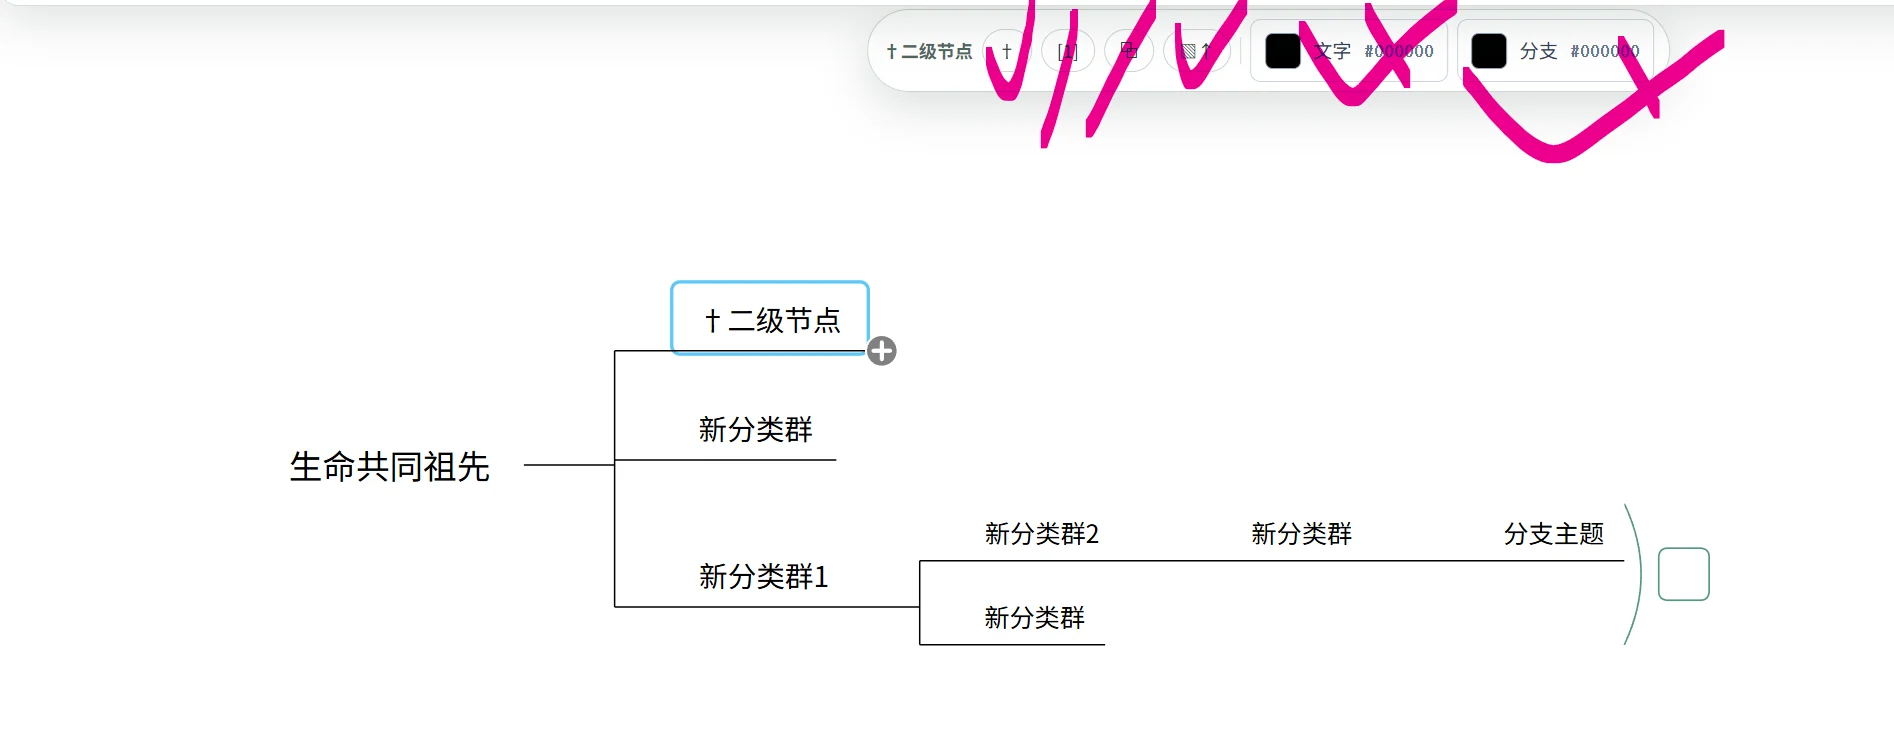 †二级节点 † [1] ↑ 文字 #000000 分支 #000000
†二级节点
新分类群
生命共同祖先
新分类群2 新分类群 分支主题
新分类群1
新分类群